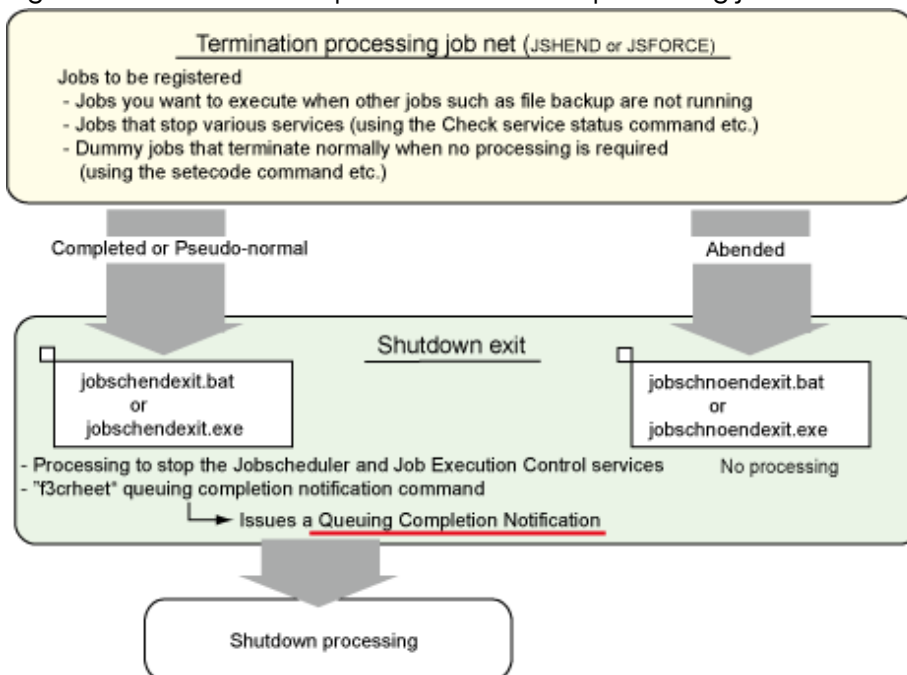 Termination processing job net (JSHEND or JSFORCE)
Jobs to be registered
- Jobs you want to execute when other jobs such as file backup are not running
- Jobs that stop various services (using the Check service status command etc.)
- Dummy jobs that terminate normally when no processing is required
(using the setecode command etc.)
Completed or Pseudo-normal
Abended
Shutdown exit
jobschendexit.bat
or
jobschendexit.exe
jobschnoendexit.bat
or
jobschnoendexit.exe
- Processing to stop the Jobscheduler and Job Execution Control services
No processing
- "f3crheet" queuing completion notification command
Issues a Queuing Completion Notification
Shutdown processing